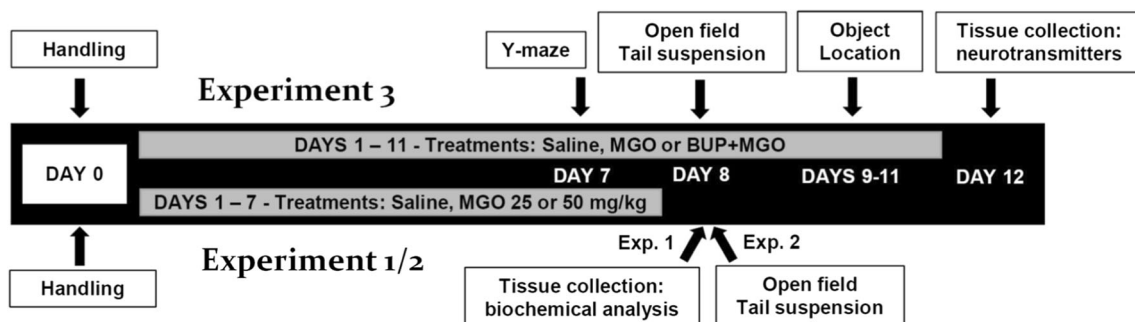 Handling
Y-maze
Open field
Tail suspension
Object
Location
Tissue collection:
neurotransmitters
Experiment 3
DAYS 1 – 11 - Treatments: Saline, MGO or BUP+MGO
DAY 0
DAY 7
DAY 8
DAYS 9-11
DAY 12
DAYS 1 – 7 - Treatments: Saline, MGO 25 or 50 mg/kg
Experiment 1/2
Exp. 1
Exp. 2
Handling
Tissue collection:
biochemical analysis
Open field
Tail suspension